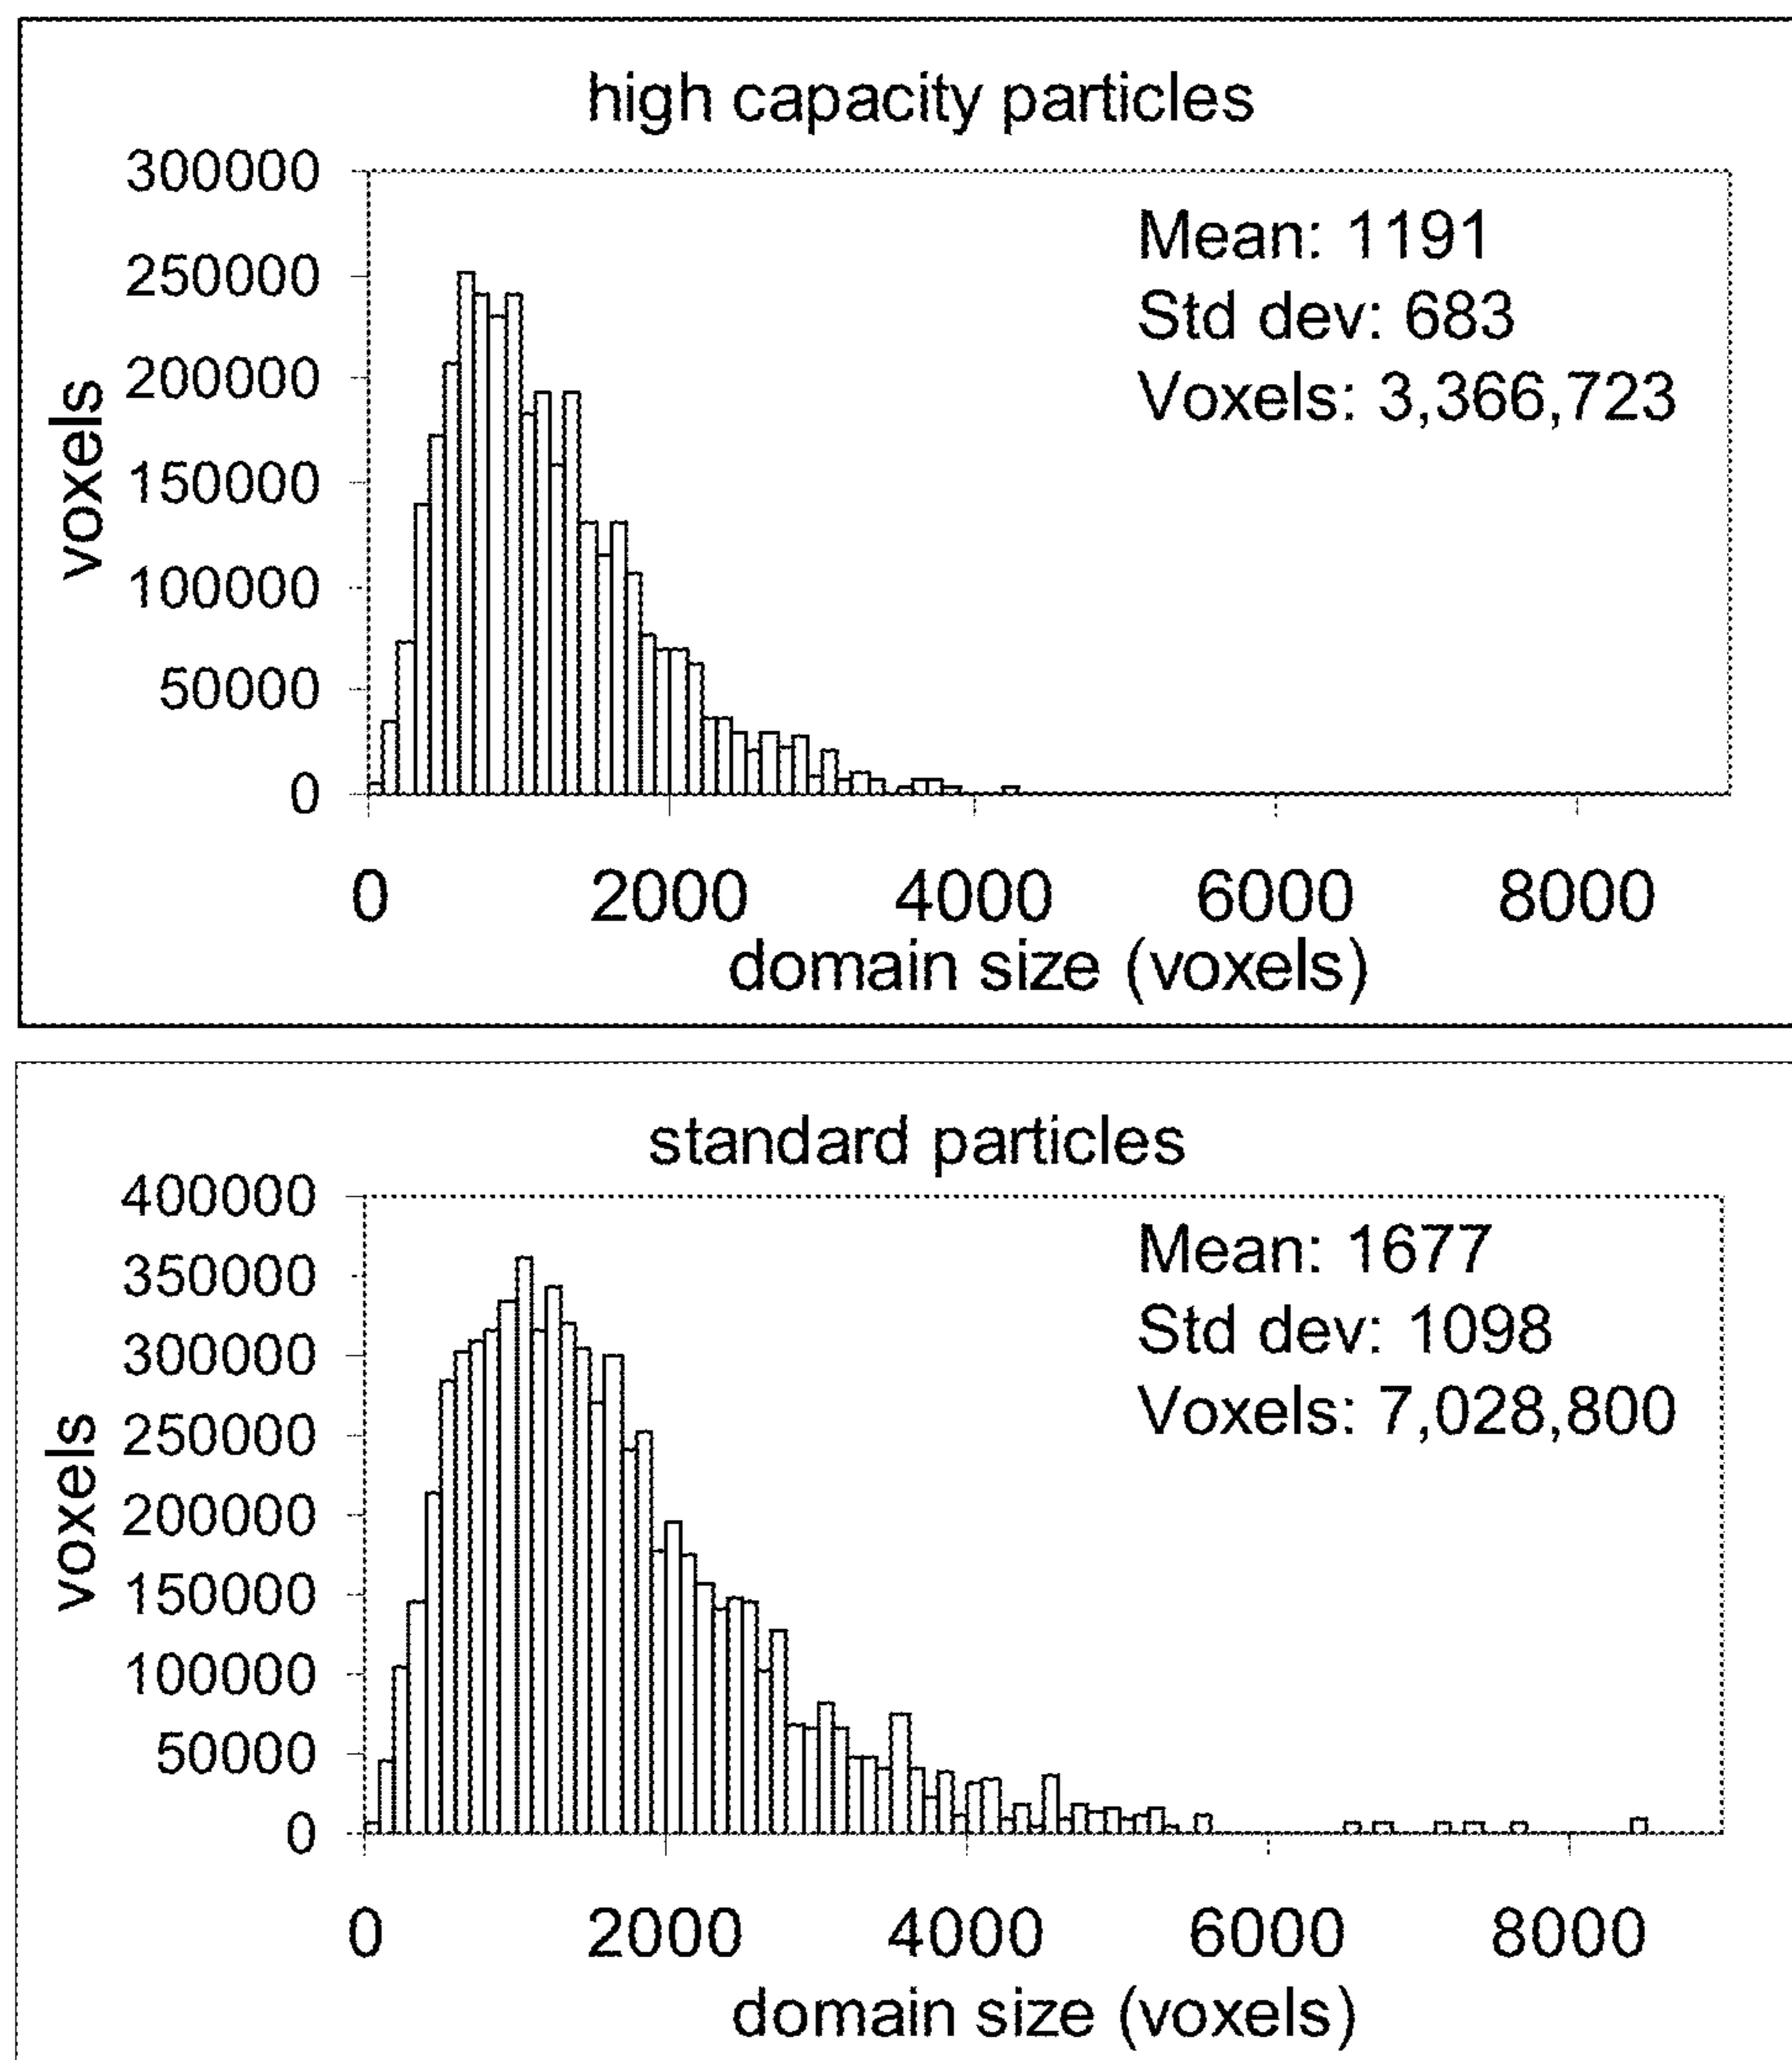 high capacity particles
300000
250000
200000
150000
100000
50000
0
voxels
Mean: 1191
Std dev: 683
Voxels: 3,366,723
0 2000 4000 6000 8000
domain size (voxels)
standard particles
400000
350000
300000
250000
200000
150000
100000
50000
0
voxels
Mean: 1677
Std dev: 1098
Voxels: 7,028,800
0 2000 4000 6000 8000
domain size (voxels)